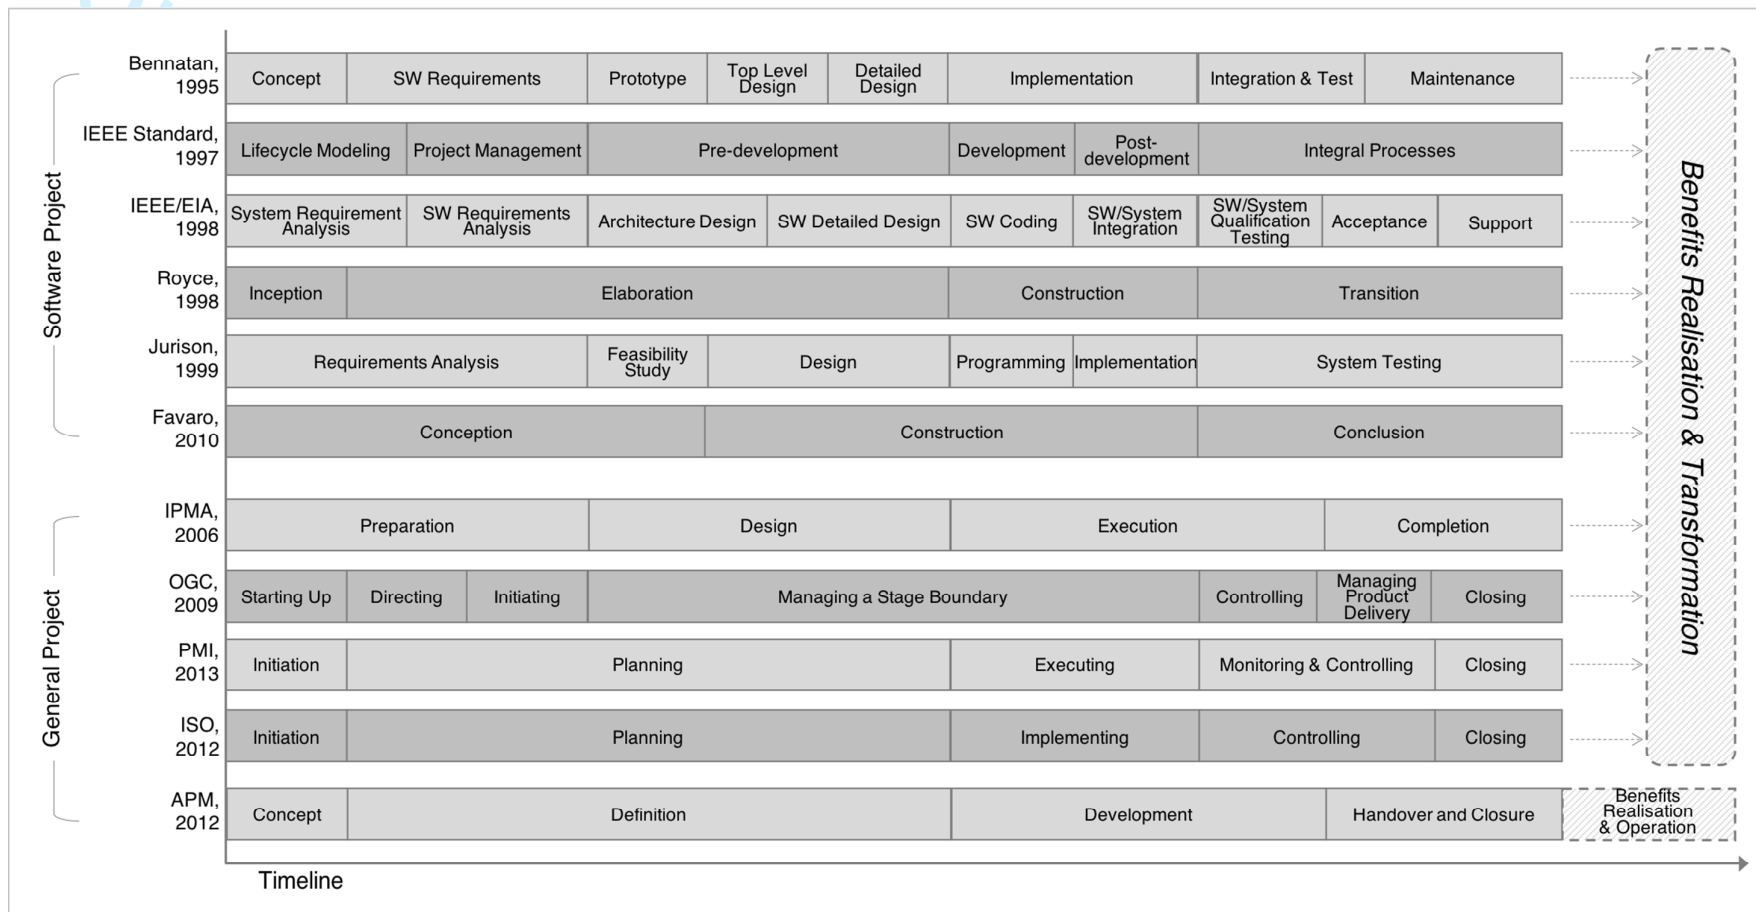 Bennatan,
1995
Concept
SW Requirements
Prototype
Top Level
Design
Detailed
Design
Implementation
Integration & Test
Maintenance
IEEE Standard,
1997
Lifecycle Modeling
Project Management
Pre-development
Development
Post-
development
Integral Processes
IEEE/EIA,
1998
System Requirement
Analysis
SW Requirements
Analysis
Architecture Design
SW Detailed Design
SW Coding
SW/System
Integration
SW/System
Qualification
Testing
Acceptance
Support
Royce,
1998
Inception
Elaboration
Construction
Transition
Jurison,
1999
Requirements Analysis
Feasibility
Study
Design
Programming
Implementation
System Testing
Favaro,
2010
Conception
Construction
Conclusion
Software Project
IPMA,
2006
Preparation
Design
Execution
Completion
OGC,
2009
Starting Up
Directing
Initiating
Managing a Stage Boundary
Controlling
Managing
Product
Delivery
Closing
PMI,
2013
Initiation
Planning
Executing
Monitoring & Controlling
Closing
ISO,
2012
Initiation
Planning
Implementing
Controlling
Closing
APM,
2012
Concept
Definition
Development
Handover and Closure
Benefits
Realisation
& Operation
General Project
Benefits Realisation & Transformation
Timeline